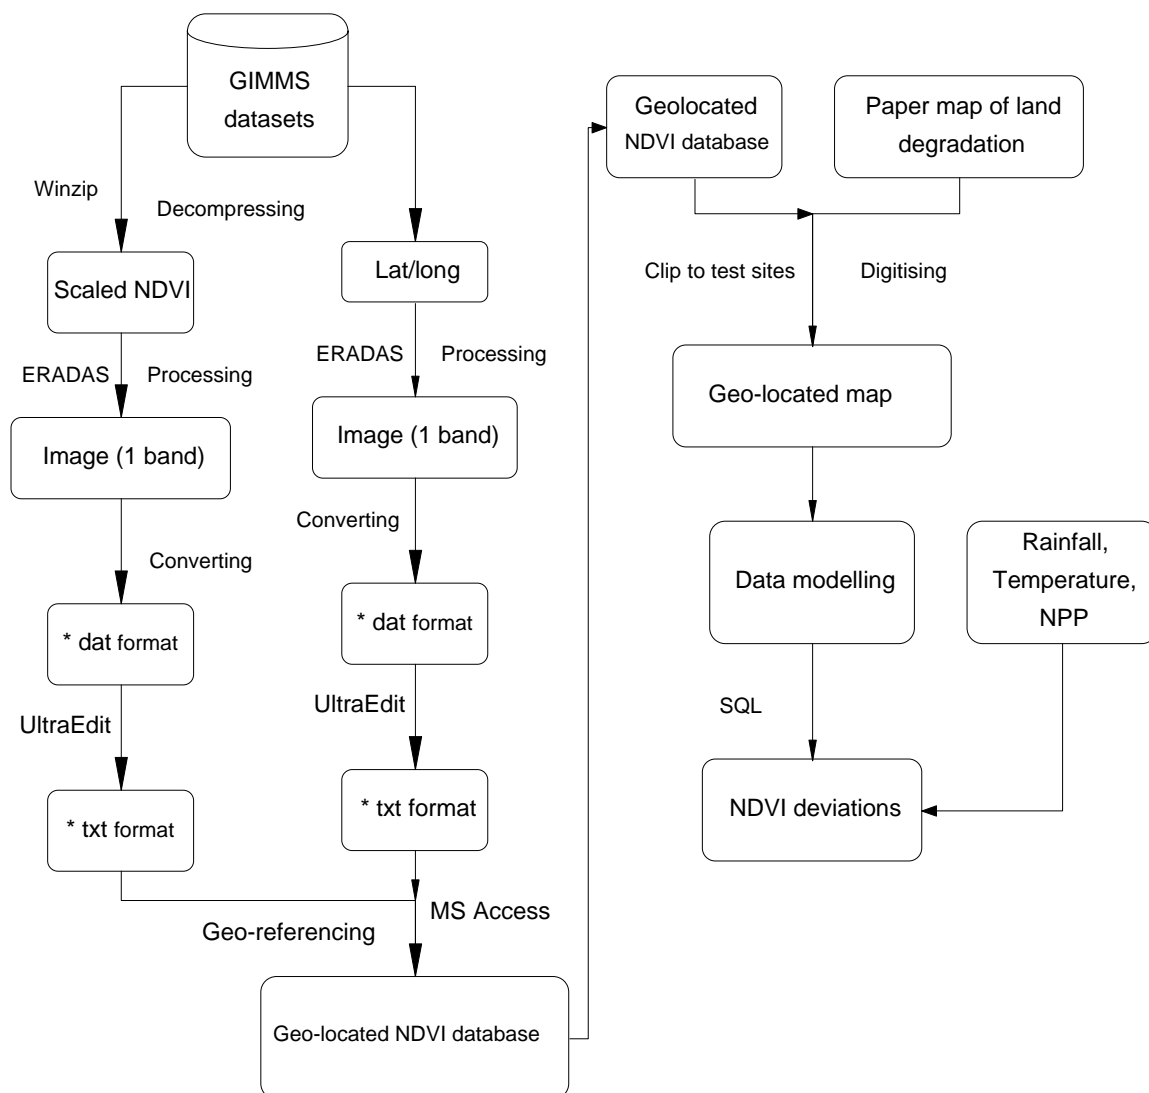 GIMMS
datasets
Winzip
Decompressing
Scaled NDVI
Lat/long
ERADAS
Processing
ERADAS
Processing
Image (1 band)
Image (1 band)
Converting
Converting
* dat format
* dat format
UltraEdit
UltraEdit
* txt format
* txt format
MS Access
Geo-referencing
Geo-located NDVI database
Geolocated
NDVI database
Paper map of land
degradation
Clip to test sites
Digitising
Geo-located map
Data modelling
Rainfall,
Temperature,
NPP
SQL
NDVI deviations